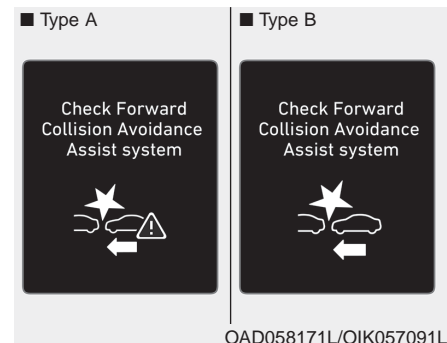 ■ Type A
■ Type B
Check Forward
Collision Avoidance
Assist system
Check Forward
Collision Avoidance
Assist system
OAD058171L/OIK057091L